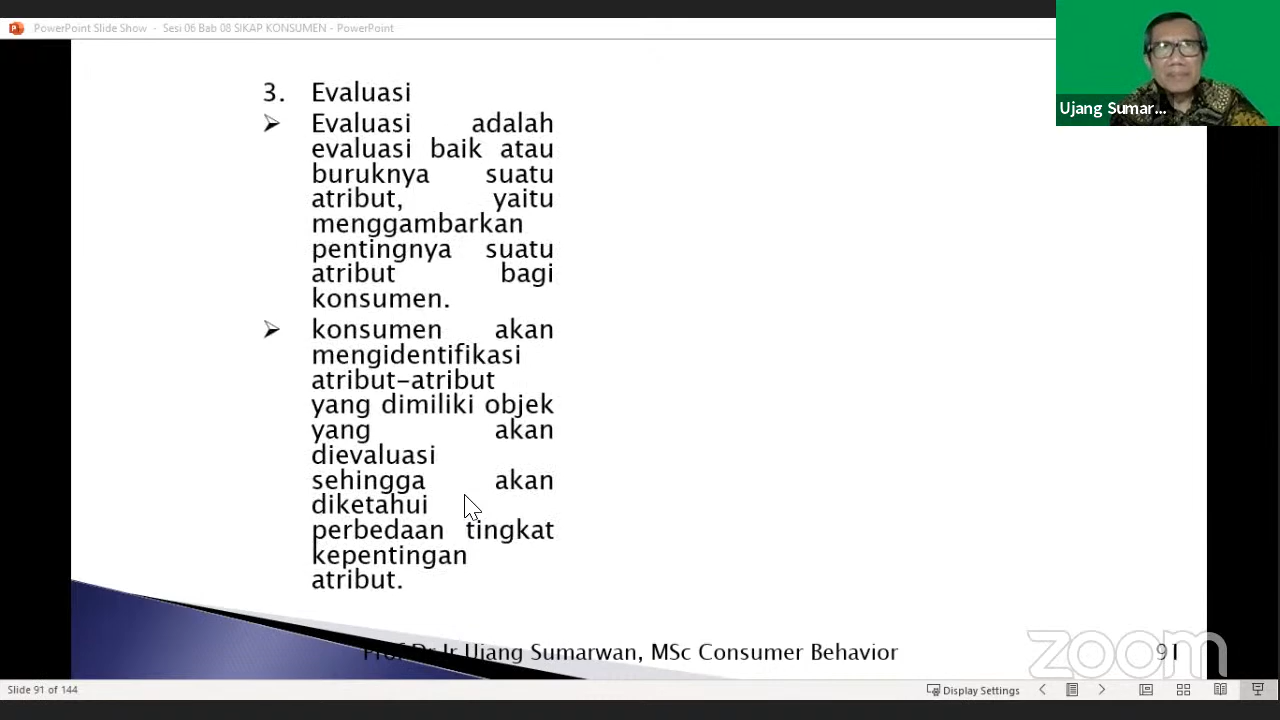 PowerPoint Slide Show - Sesi 06 Bab 08 SIKAP KONSUMEN - PowerPoint
Ujang Sumar...
3. Evaluasi
Evaluasi adalah
evaluasi baik atau
buruknya suatu
atribut, yaitu
menggambarkan
pentingnya suatu
atribut bagi
konsumen.
konsumen akan
mengidentifikasi
atribut-atribut
yang dimiliki objek
yang akan
dievaluasi
sehingga akan
diketahui
perbedaan tingkat
kepentingan
atribut.
Prof Dr Ir Ujang Sumarwan, MSc Consumer Behavior
91
zoom
Slide 91 of 144
Display Settings